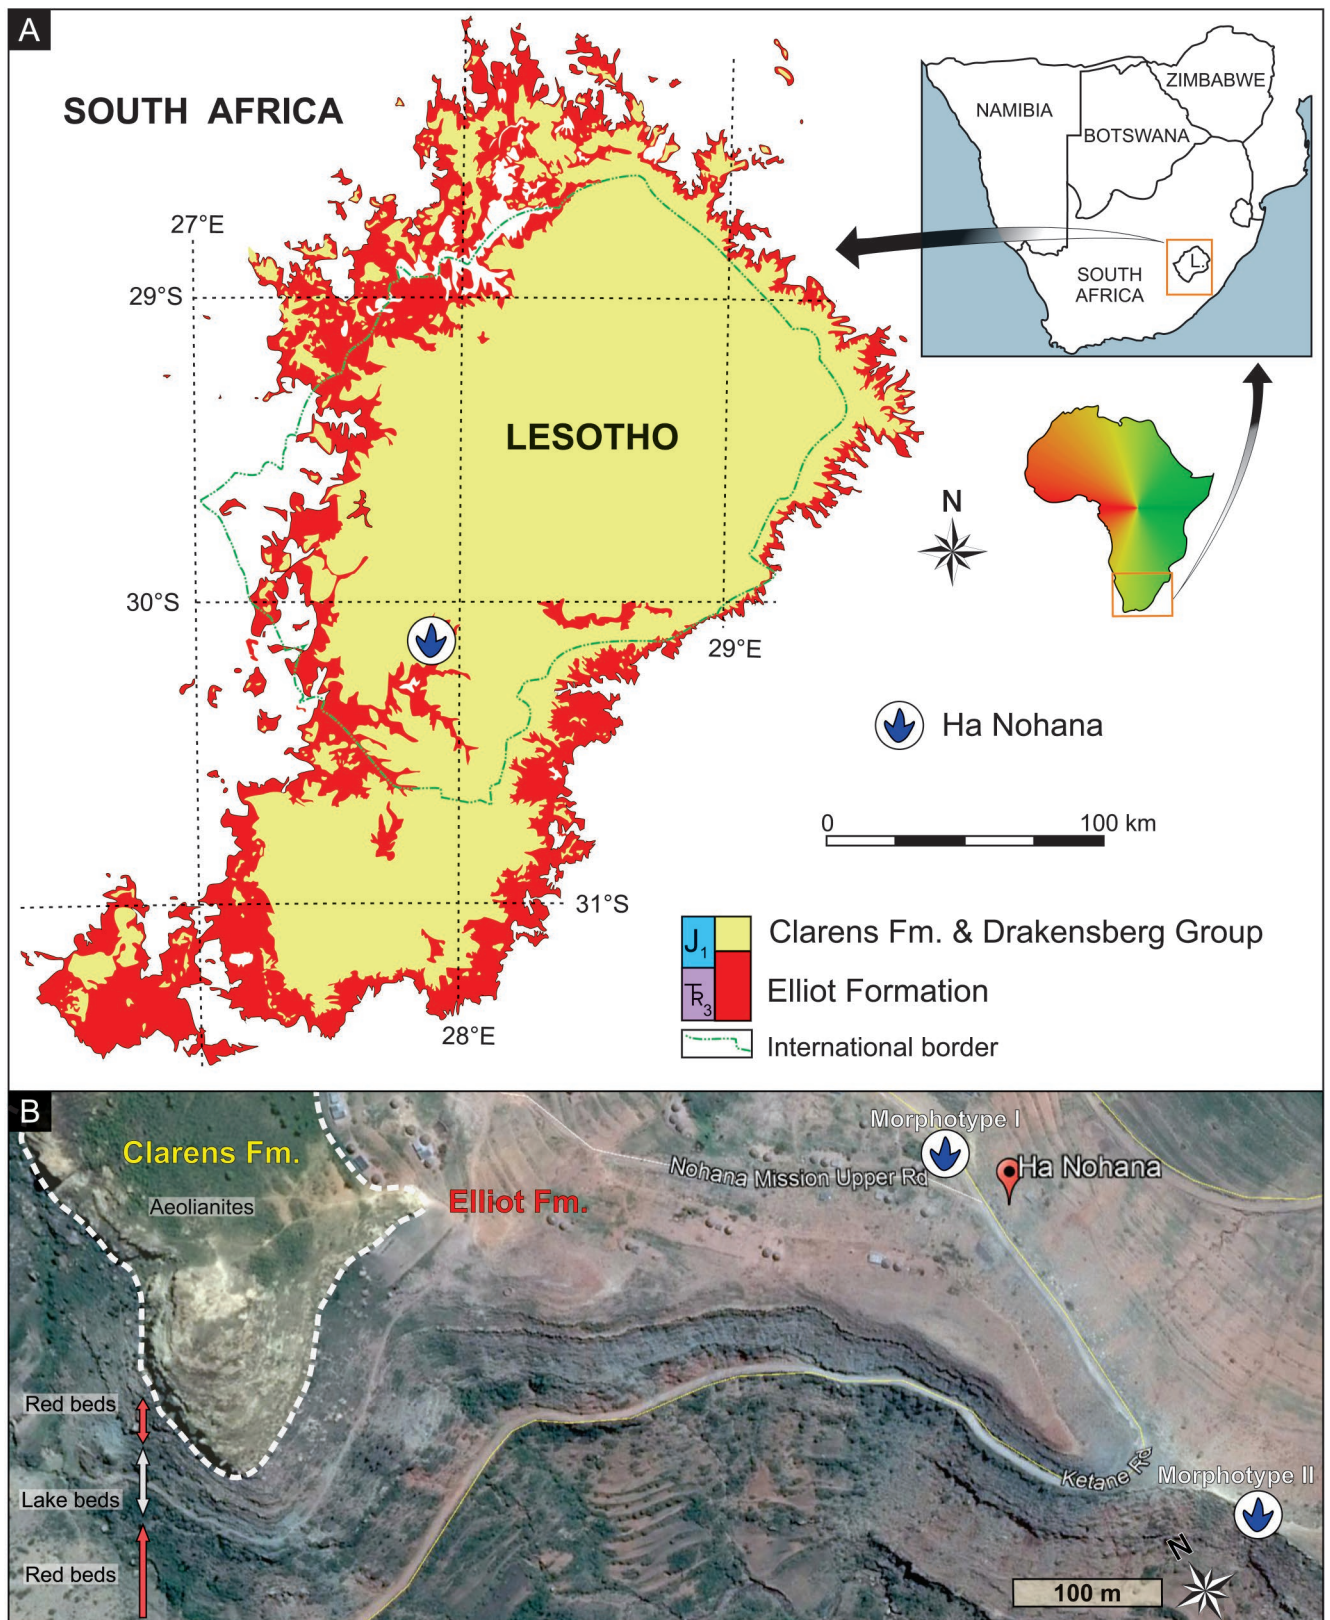 A
SOUTH AFRICA
27°E
29°S
LESOTHO
30°S
29°E
31°S
28°E
NAMIBIA
ZIMBABWE
BOTSWANA
SOUTH
AFRICA
L.
N
Ha Nohana
0 100 km
J1
TR3
Clarens Fm. & Drakensberg Group
Elliot Formation
International border
B
Clarens Fm.
Aeolianites
Elliot Fm.
Morphotype I
Nohana Mission Upper Rd
Ha Nohana
Red beds
Lake beds
Red beds
Ketane Rd
Morphotype II
N
100 m